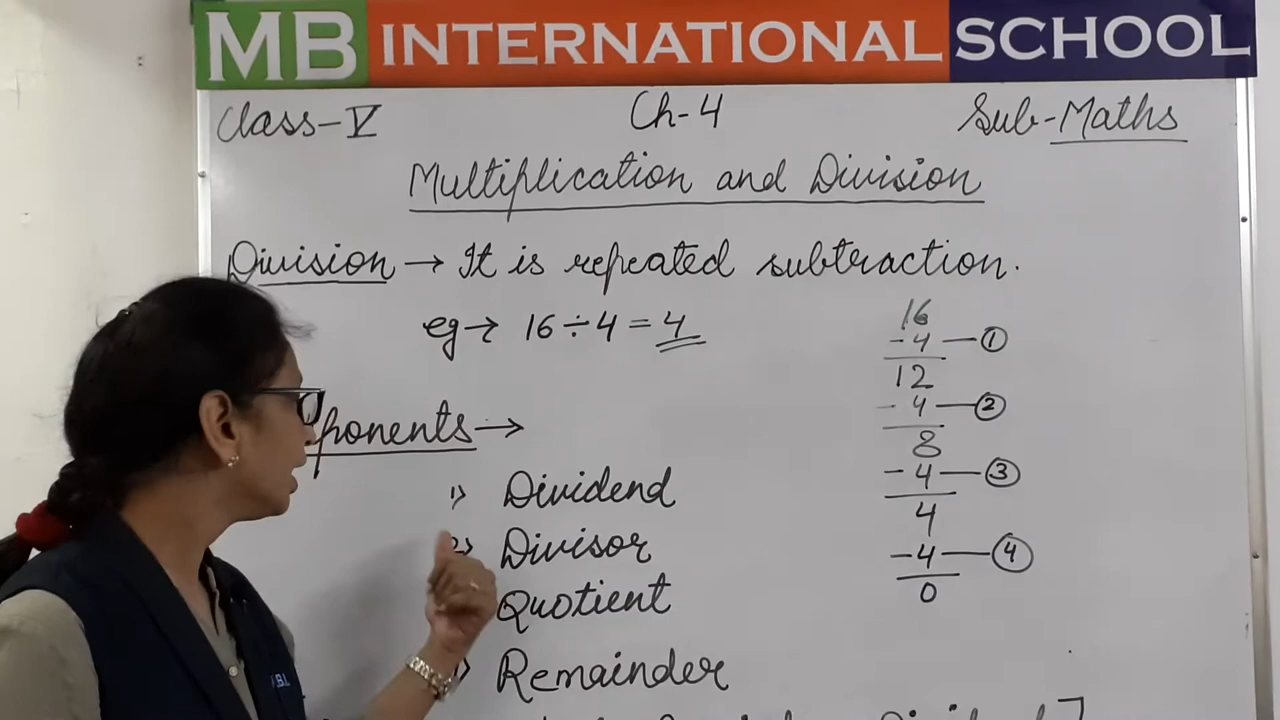 MB INTERNATIONAL SCHOOL
Class-V Ch-4 Sub-Maths
Multiplication and Division
Division → It is repeated subtraction.
eg → 16 ÷ 4 = 4
ponents →
1) Dividend
2) Divisor
Quotient
Remainder
16
-4 — ①
12
-4 — ②
8
-4 — ③
4
-4 — ④
0
Dividend]